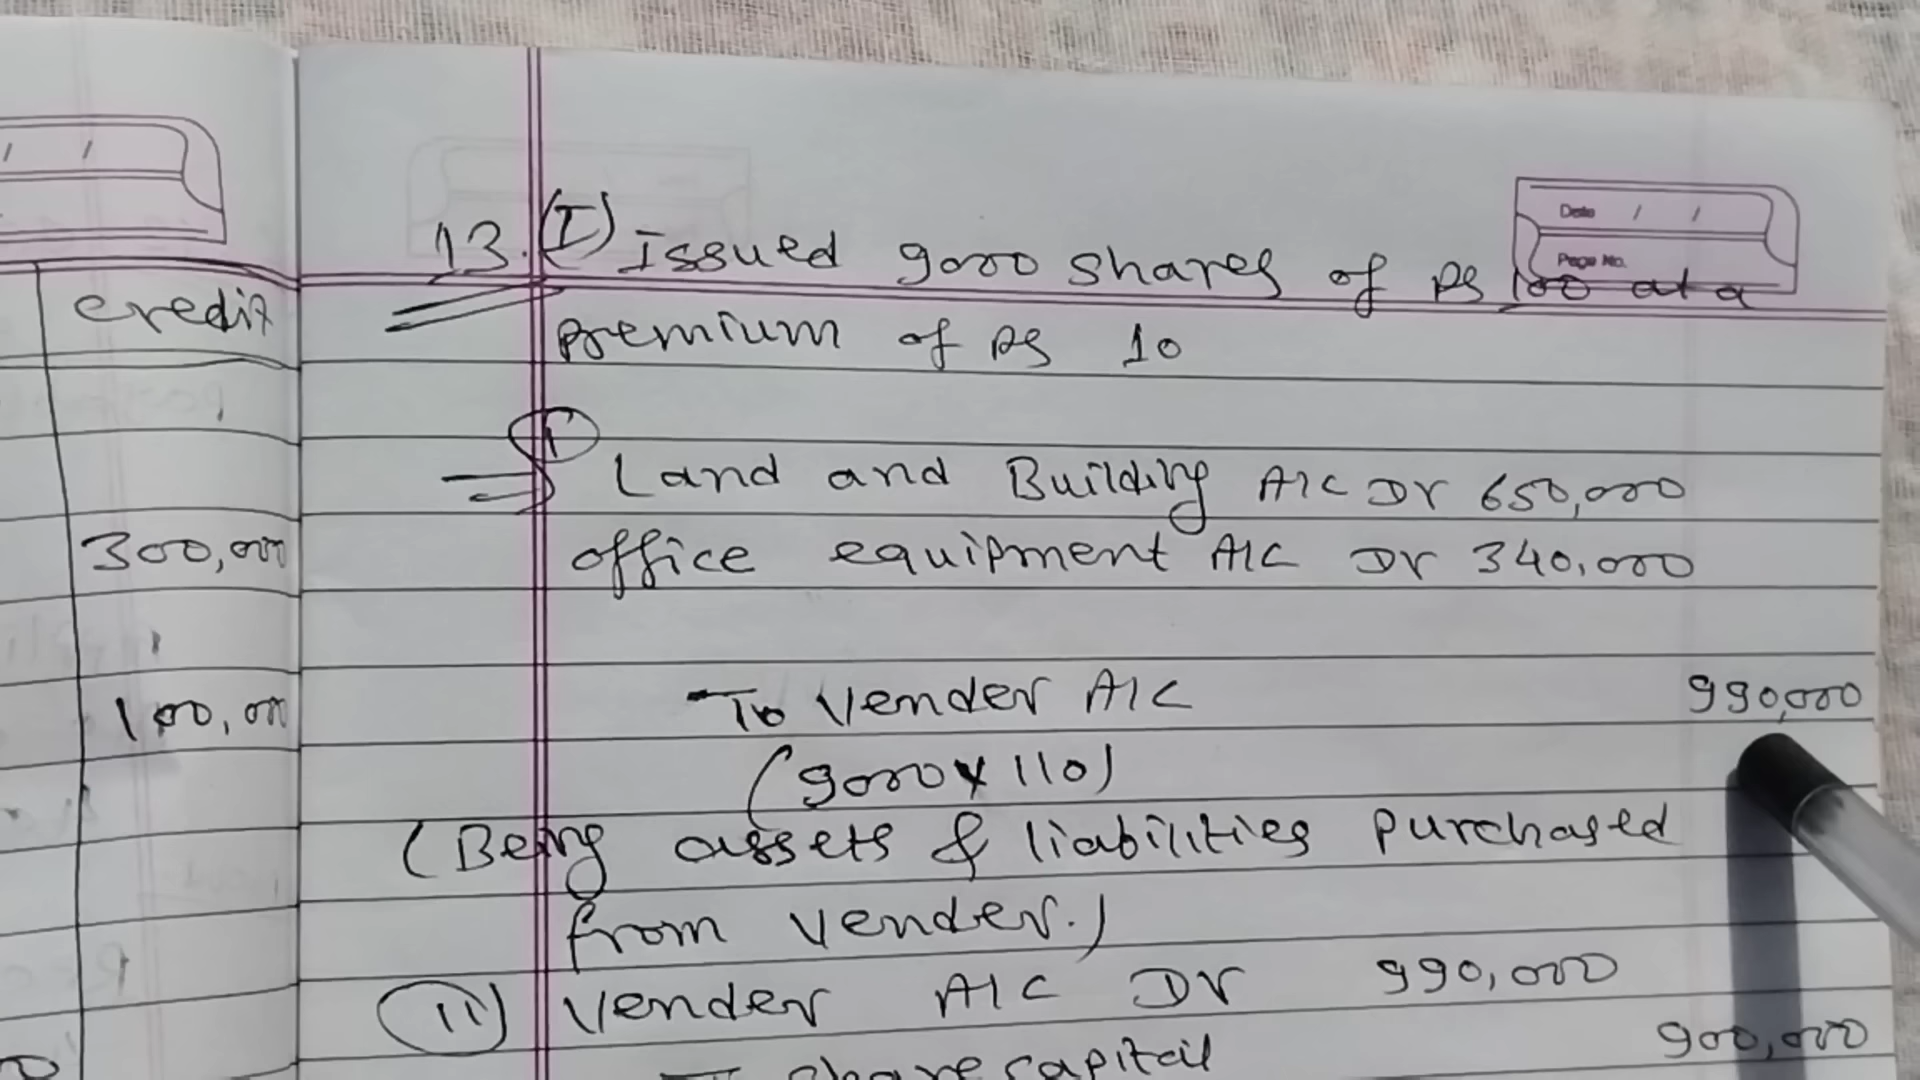 credit
300,000
100,000
Date / /
Page No.
13. (I) Issued 9000 shares of Rs 100 at a
premium of Rs 10
i
Land and Building A/C Dr 650,000
office equipment A/C Dr 340,000
To Vender A/C 990,000
(9000 x 110)
(Being assets & liabilities purchased
from vender.)
ii) Vender A/C Dr 990,000
To share capital 900,000